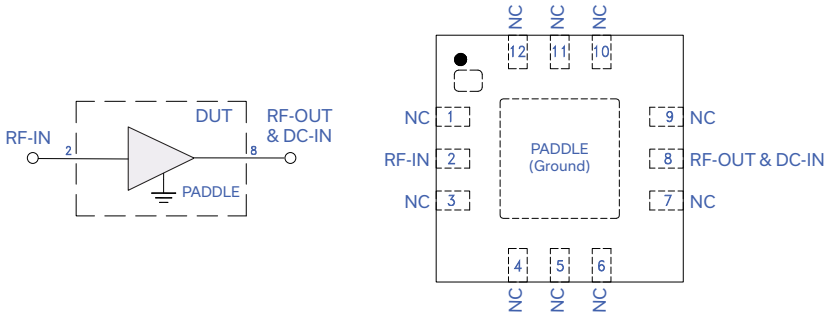 DUT
RF-OUT
& DC-IN
RF-IN
2
8
PADDLE
NC NC NC
12 11 10
NC 1
9 NC
RF-IN 2
PADDLE
(Ground)
8 RF-OUT & DC-IN
NC 3
7 NC
4 5 6
NC NC NC